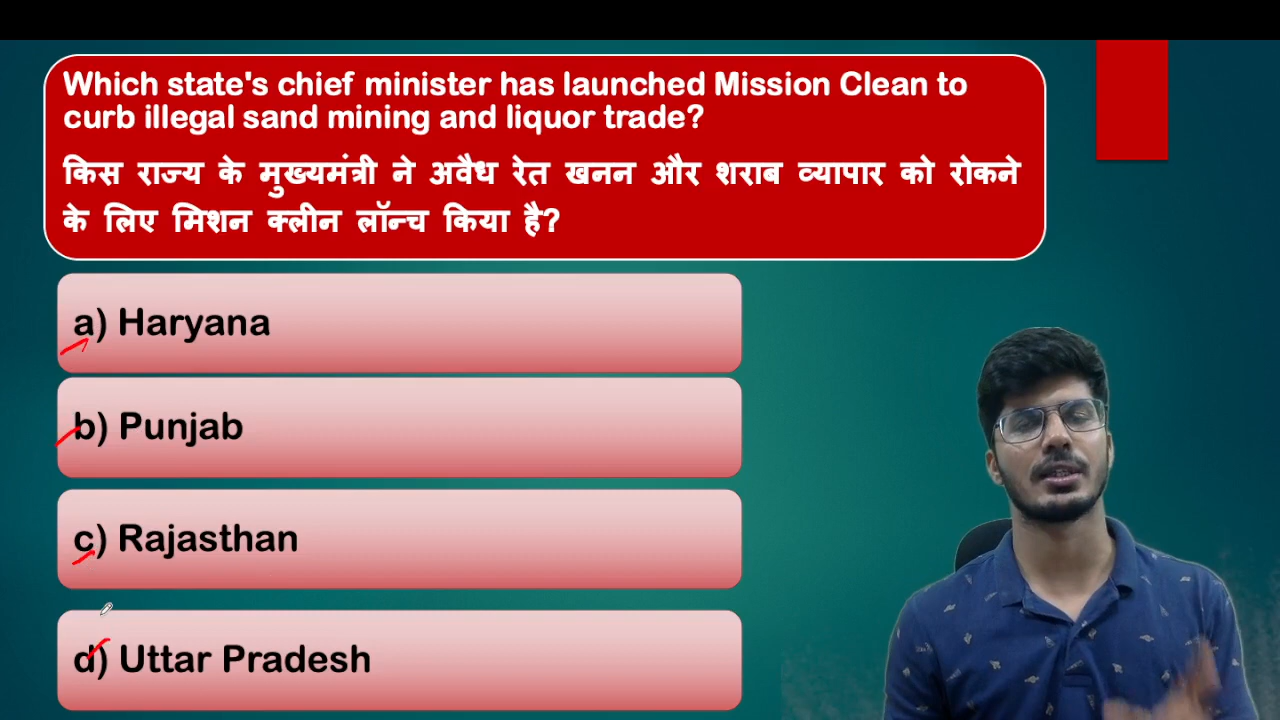 Which state's chief minister has launched Mission Clean to
curb illegal sand mining and liquor trade?
किस राज्य के मुख्यमंत्री ने अवैध रेत खनन और शराब व्यापार को रोकने
के लिए मिशन क्लीन लॉन्च किया है?
a) Haryana
b) Punjab
c) Rajasthan
d) Uttar Pradesh